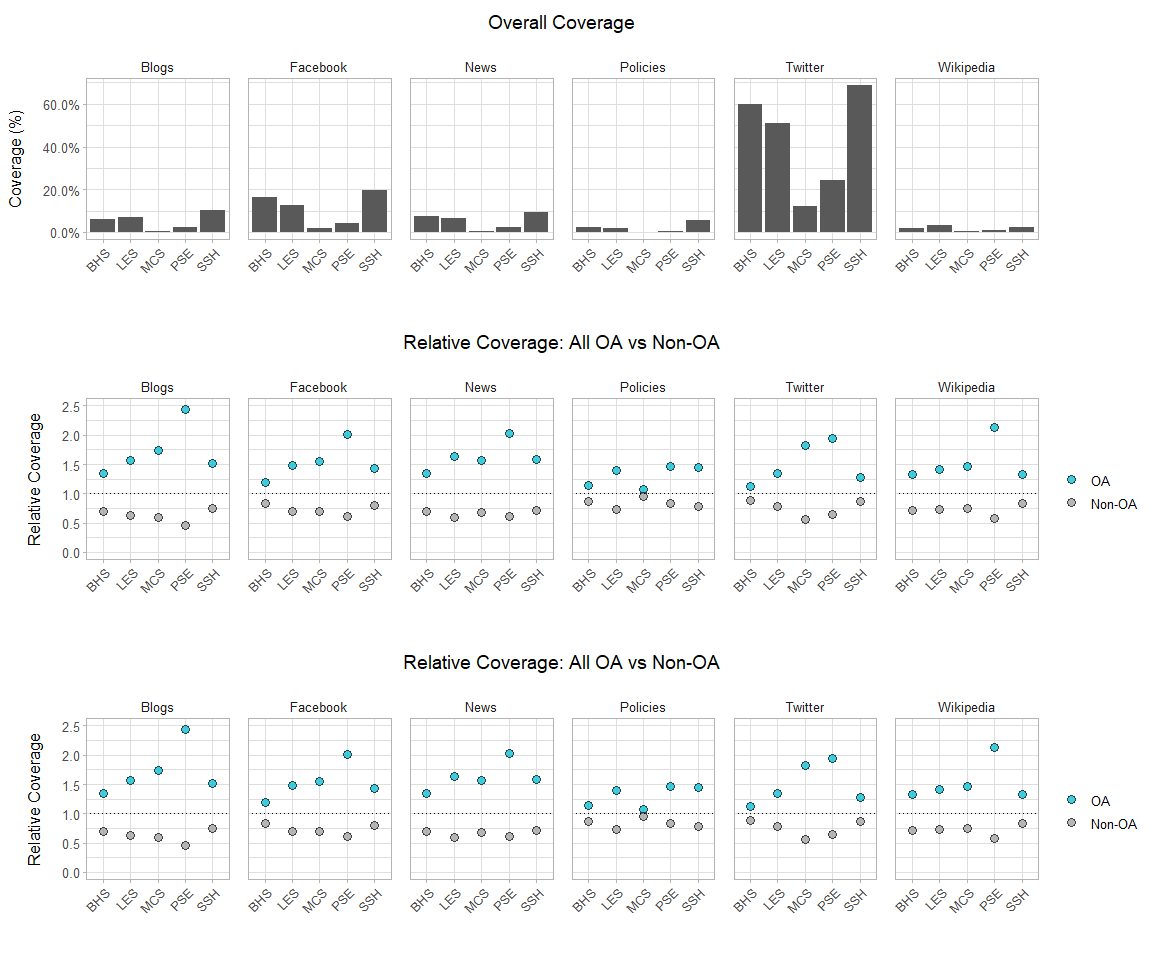 Overall Coverage
Blogs Facebook News Policies Twitter Wikipedia
Coverage (%)
60.0%
40.0%
20.0%
0.0%
BHS LES MCS PSE SSH BHS LES MCS PSE SSH BHS LES MCS PSE SSH BHS LES MCS PSE SSH BHS LES MCS PSE SSH BHS LES MCS PSE SSH
Relative Coverage: All OA vs Non-OA
Blogs Facebook News Policies Twitter Wikipedia
Relative Coverage
2.5
2.0
1.5
1.0
0.5
0.0
OA
Non-OA
BHS LES MCS PSE SSH BHS LES MCS PSE SSH BHS LES MCS PSE SSH BHS LES MCS PSE SSH BHS LES MCS PSE SSH BHS LES MCS PSE SSH
Relative Coverage: All OA vs Non-OA
Blogs Facebook News Policies Twitter Wikipedia
Relative Coverage
2.5
2.0
1.5
1.0
0.5
0.0
OA
Non-OA
BHS LES MCS PSE SSH BHS LES MCS PSE SSH BHS LES MCS PSE SSH BHS LES MCS PSE SSH BHS LES MCS PSE SSH BHS LES MCS PSE SSH